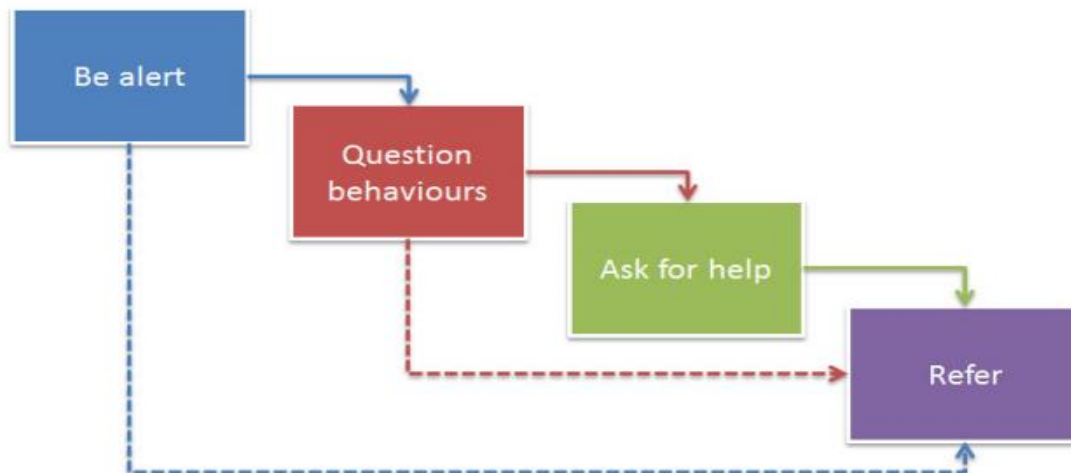 Be alert
Question
behaviours
Ask for help
Refer